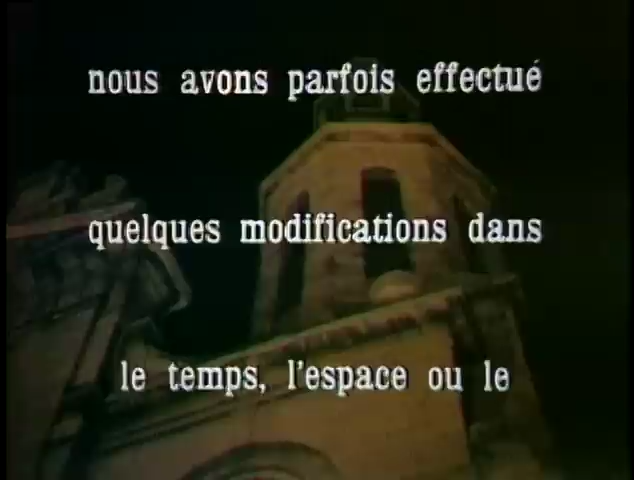 nous avons parfois effectué
quelques modifications dans
le temps, l'espace ou le